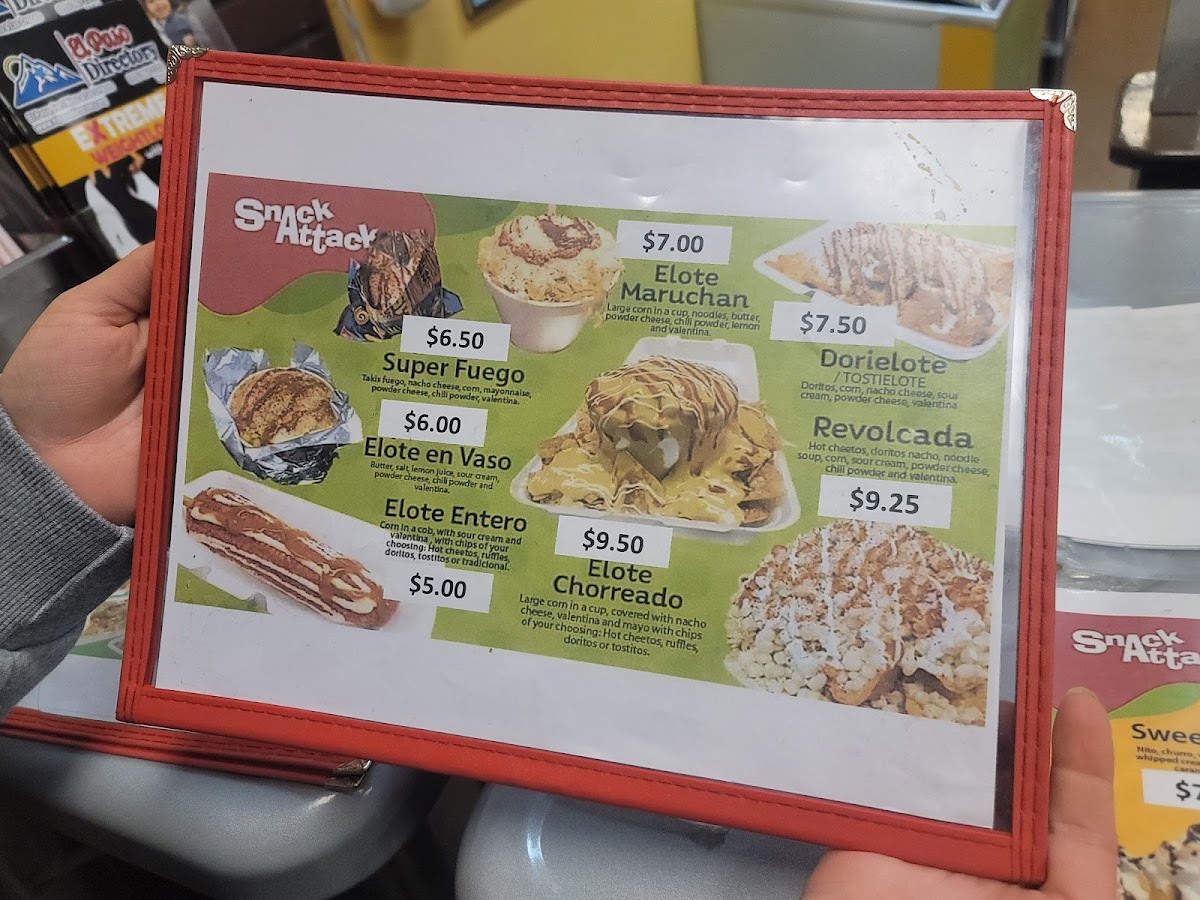 El Paso
Directory
EXTREME
Snack
Attack
$6.50
Super Fuego
Takis fuego, nacho cheese, corn, mayonnaise,
powder cheese, chili powder, valentina.
$6.00
Elote en Vaso
Butter, salt, lemon juice, sour cream,
powder cheese, chili powder and
valentina.
Elote Entero
Corn in a cob, with sour cream and
valentina , with chips of your
choosing: Hot cheetos, ruffles,
doritos, tostitos or tradicional.
$5.00
$7.00
Elote
Maruchan
Large corn in a cup, noodles, butter,
powder cheese, chili powder, lemon
and valentina.
$9.50
Elote
Chorreado
Large corn in a cup, covered with nacho
cheese, valentina and mayo with chips
of your choosing: Hot cheetos, ruffles,
doritos or tostitos.
$7.50
Dorielote
/TOSTIELOTE
Doritos, corn, nacho cheese, sour
cream, powder cheese, valentina
Revolcada
Hot cheetos, doritos nacho, noodle
soup, corn, sour cream, powder cheese,
chili powder and valentina.
$9.25
Snack
Atta
Swee
Nito, churro,
whipped crea
$7